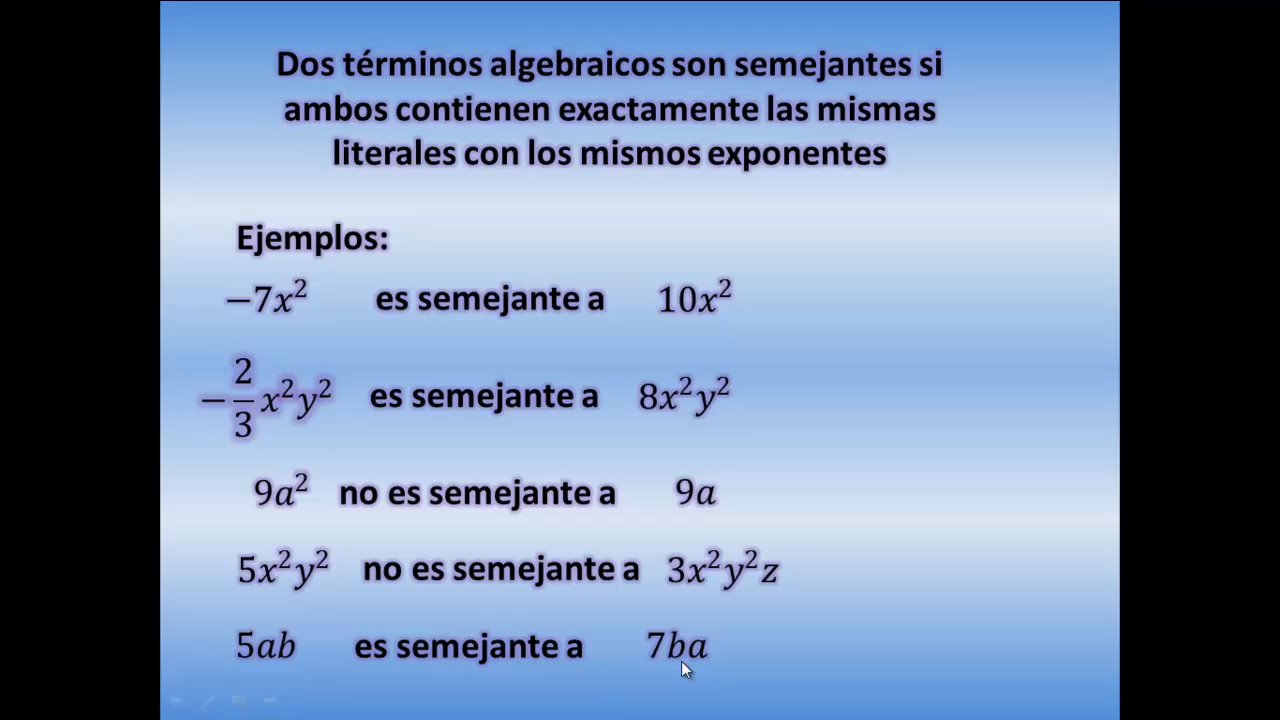 Dos términos algebraicos son semejantes si
ambos contienen exactamente las mismas
literales con los mismos exponentes
Ejemplos:
−7x² es semejante a 10x²
−2/3 x²y² es semejante a 8x²y²
9a² no es semejante a 9a
5x²y² no es semejante a 3x²y²z
5ab es semejante a 7ba